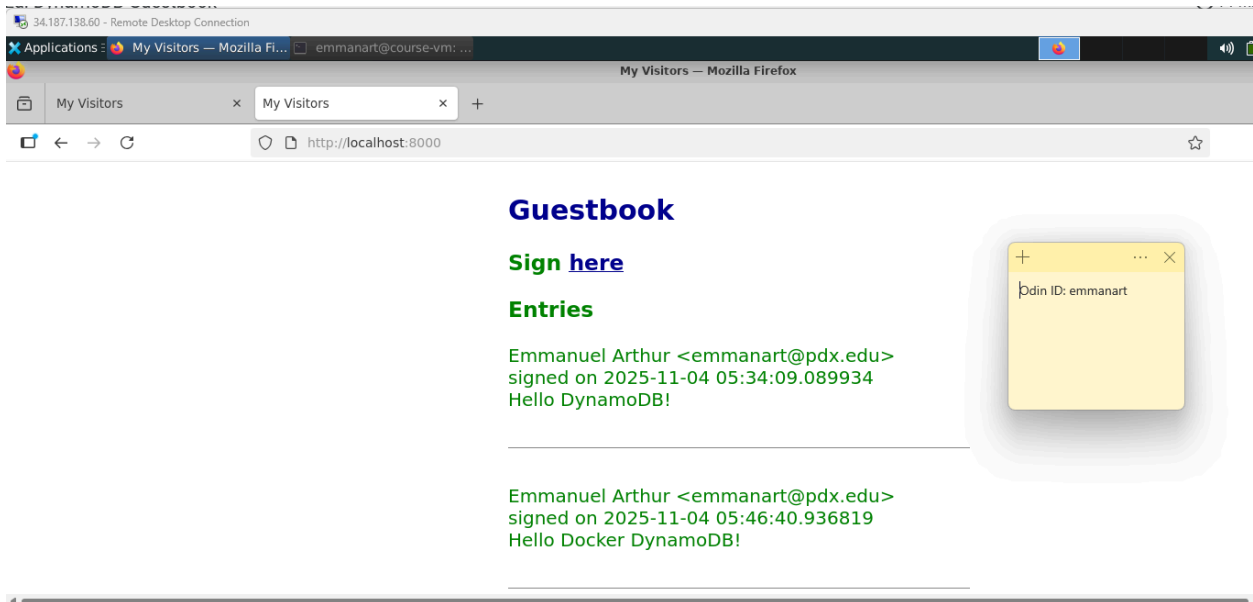 34.187.138.60 - Remote Desktop Connection
Applications
My Visitors — Mozilla Fi...
emmanart@course-vm: ...
My Visitors — Mozilla Firefox
My Visitors
My Visitors
http://localhost:8000
Guestbook
Sign here
Entries
Emmanuel Arthur <emmanart@pdx.edu>
signed on 2025-11-04 05:34:09.089934
Hello DynamoDB!
Odin ID: emmanart
Emmanuel Arthur <emmanart@pdx.edu>
signed on 2025-11-04 05:46:40.936819
Hello Docker DynamoDB!